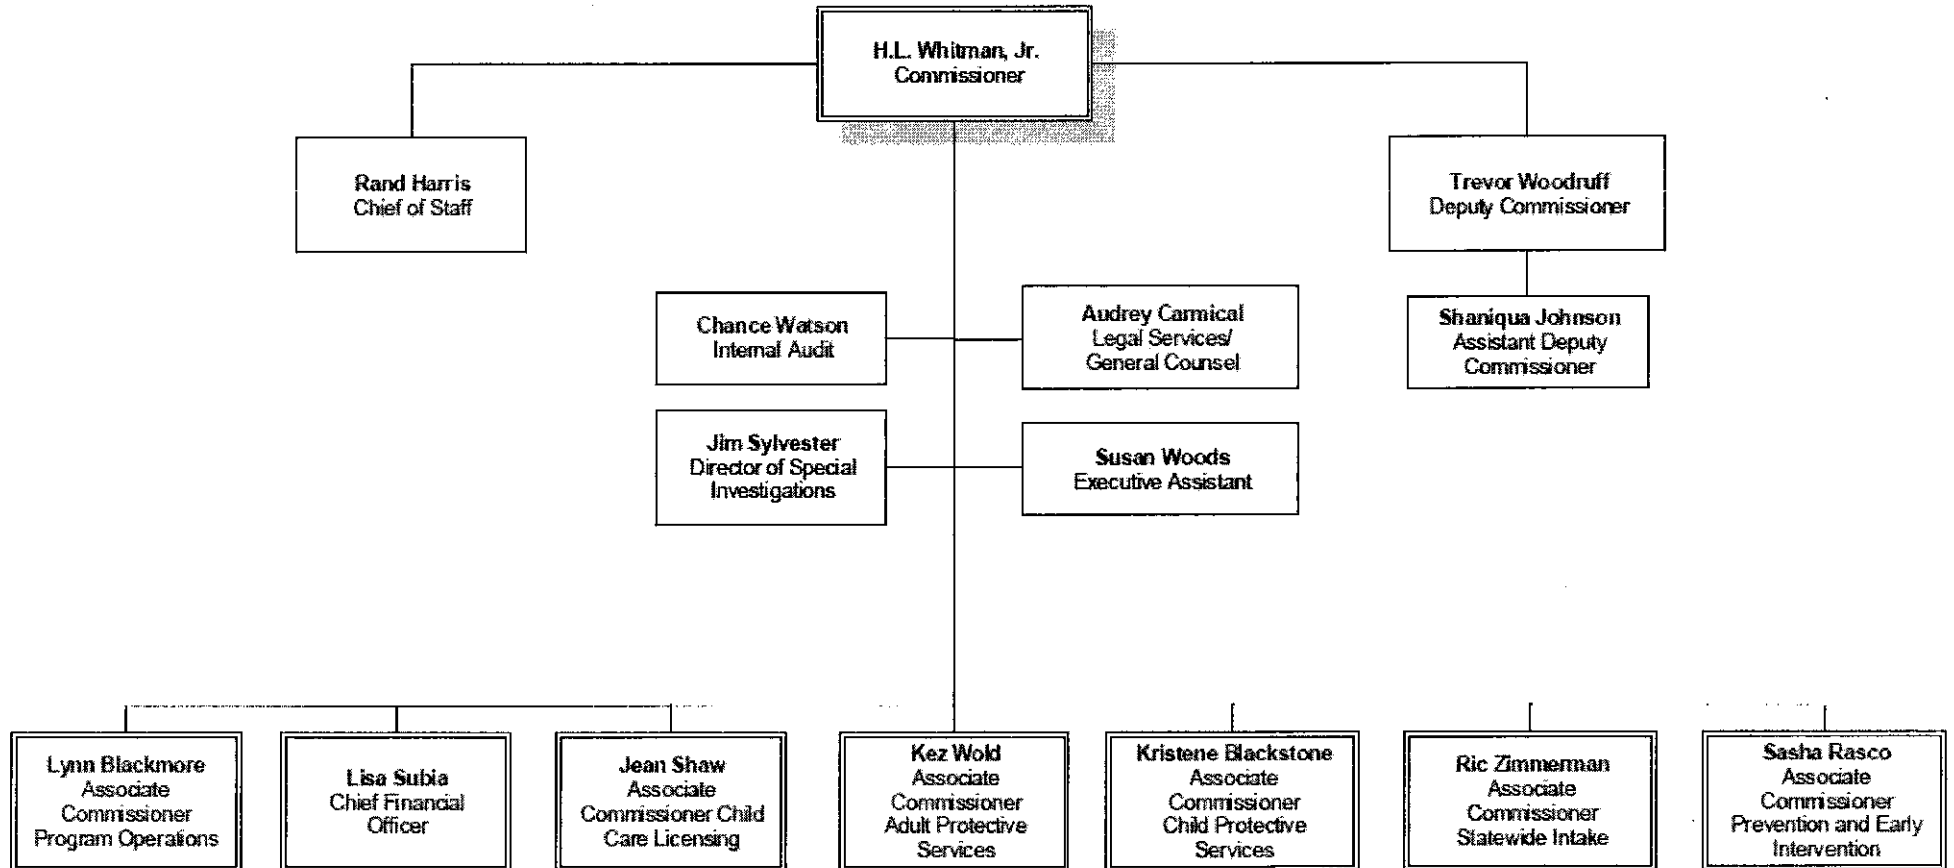 H.L. Whitman, Jr.
Commissioner
Rand Harris
Chief of Staff
Trevor Woodruff
Deputy Commissioner
Chance Watson
Internal Audit
Audrey Carmical
Legal Services/
General Counsel
Shaniqua Johnson
Assistant Deputy
Commissioner
Jim Sylvester
Director of Special
Investigations
Susan Woods
Executive Assistant
Lynn Blackmore
Associate
Commissioner
Program Operations
Lisa Subia
Chief Financial
Officer
Jean Shaw
Associate
Commissioner Child
Care Licensing
Kez Wold
Associate
Commissioner
Adult Protective
Services
Kristene Blackstone
Associate
Commissioner
Child Protective
Services
Ric Zimmerman
Associate
Commissioner
Statewide Intake
Sasha Rasco
Associate
Commissioner
Prevention and Early
Intervention